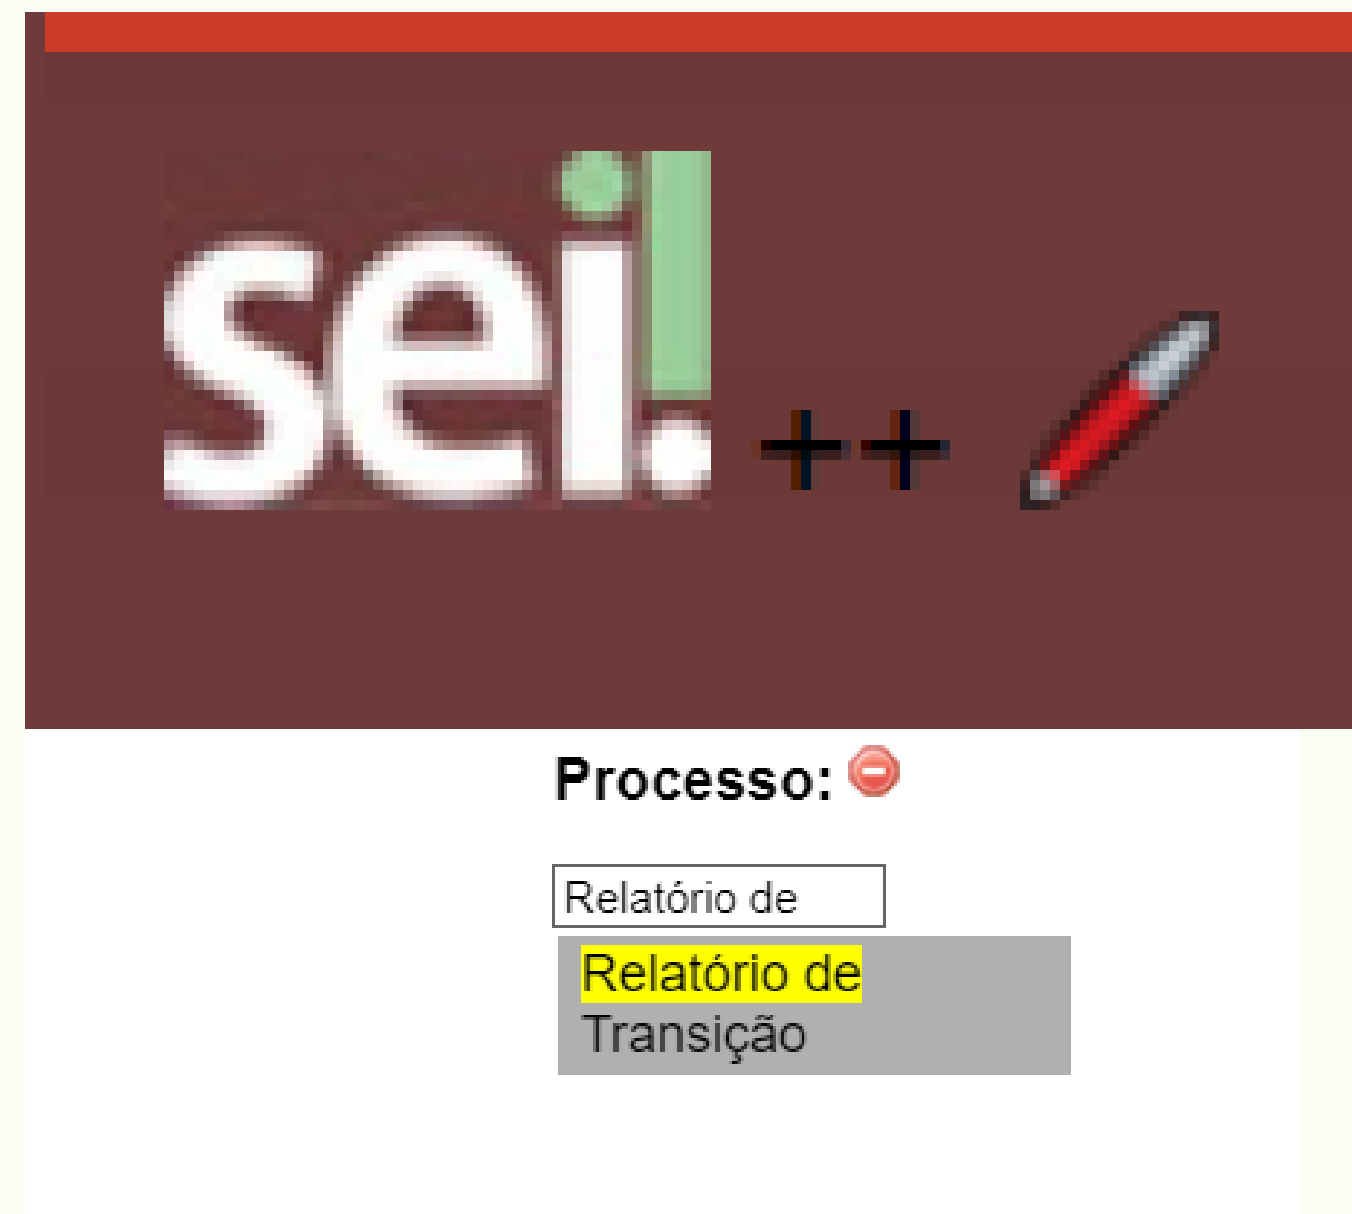 sei! ++
Processo:
Relatório de
Relatório de
Transição